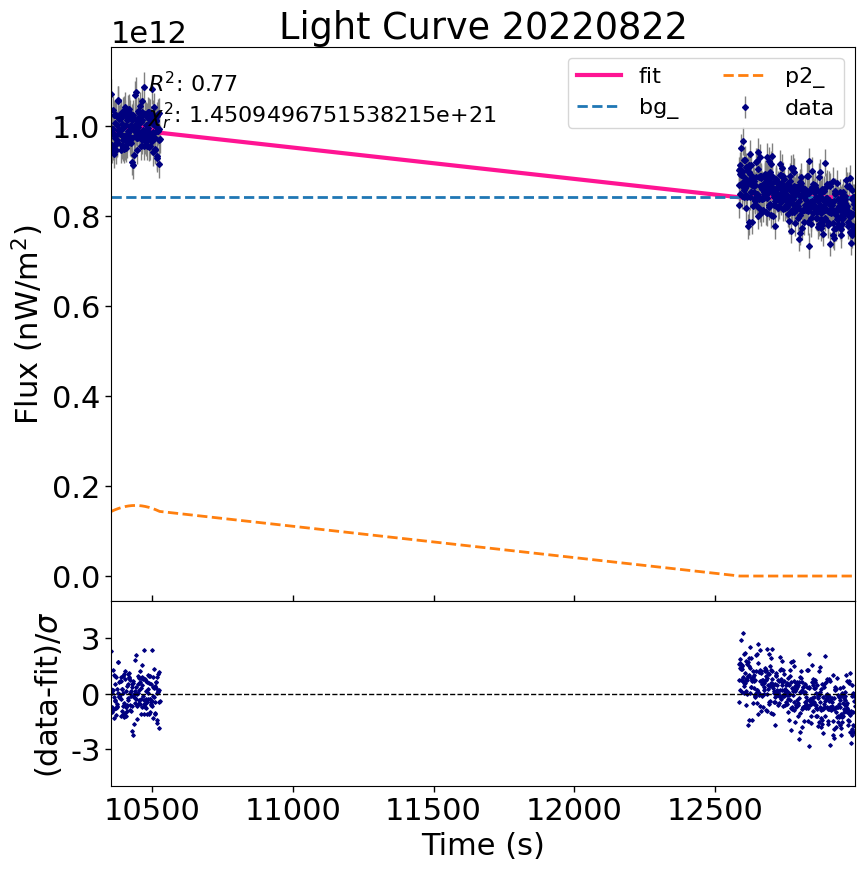 Light Curve 20220822
1e12
R²: 0.77
χ²ᵣ: 1.4509496751538215e+21
fit
bg_
p2_
data
Flux (nW/m²)
1.0
0.8
0.6
0.4
0.2
0.0
(data-fit)/σ
3
0
-3
10500 11000 11500 12000 12500
Time (s)